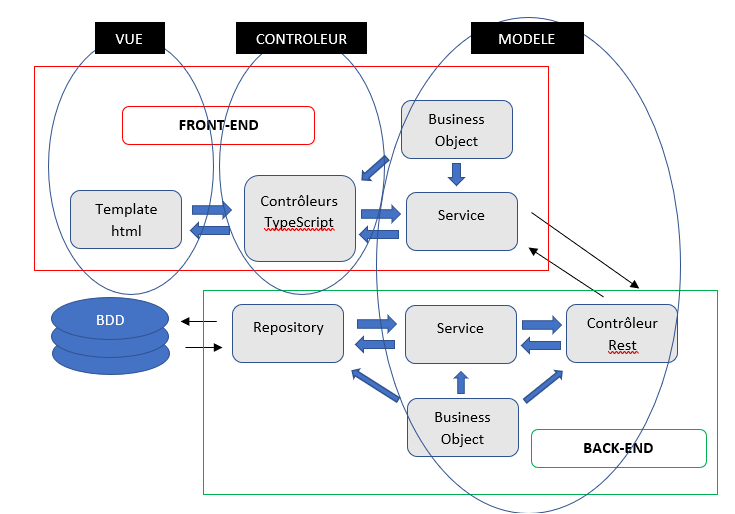 VUE
CONTROLEUR
MODELE
FRONT-END
Business
Object
Template
html
Contrôleurs
TypeScript
Service
BDD
Repository
Service
Contrôleur
Rest
Business
Object
BACK-END